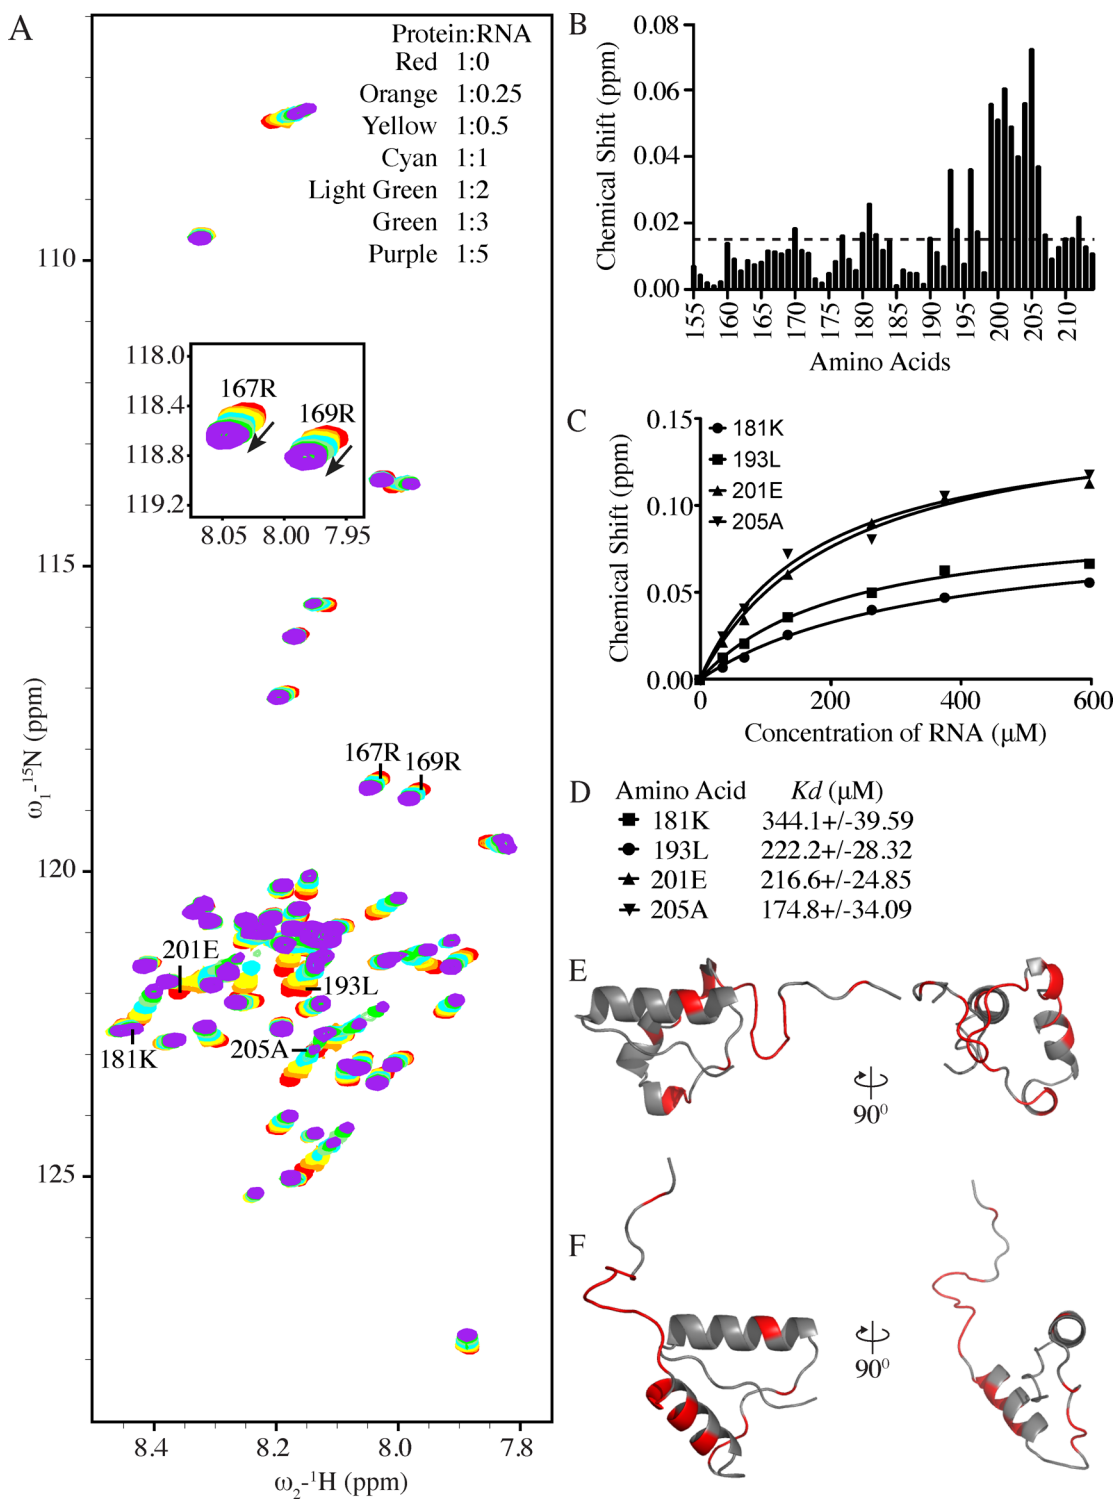 A
Protein:RNA
Red 1:0
Orange 1:0.25
Yellow 1:0.5
Cyan 1:1
Light Green 1:2
Green 1:3
Purple 1:5
110
115
120
125
ω1-15N (ppm)
118.0
118.4
118.8
119.2
167R
169R
8.05 8.00 7.95
167R
169R
201E
193L
205A
181K
8.4 8.2 8.0 7.8
ω2-1H (ppm)
B
0.08
0.06
0.04
0.02
0.00
Chemical Shift (ppm)
155 160 165 170 175 180 185 190 195 200 205 210
Amino Acids
C
0.15
0.10
0.05
0.00
Chemical Shift (ppm)
181K
193L
201E
205A
0 200 400 600
Concentration of RNA (μM)
D Amino Acid Kd (μM)
181K 344.1+/-39.59
193L 222.2+/-28.32
201E 216.6+/-24.85
205A 174.8+/-34.09
E
90⁰
F
90⁰